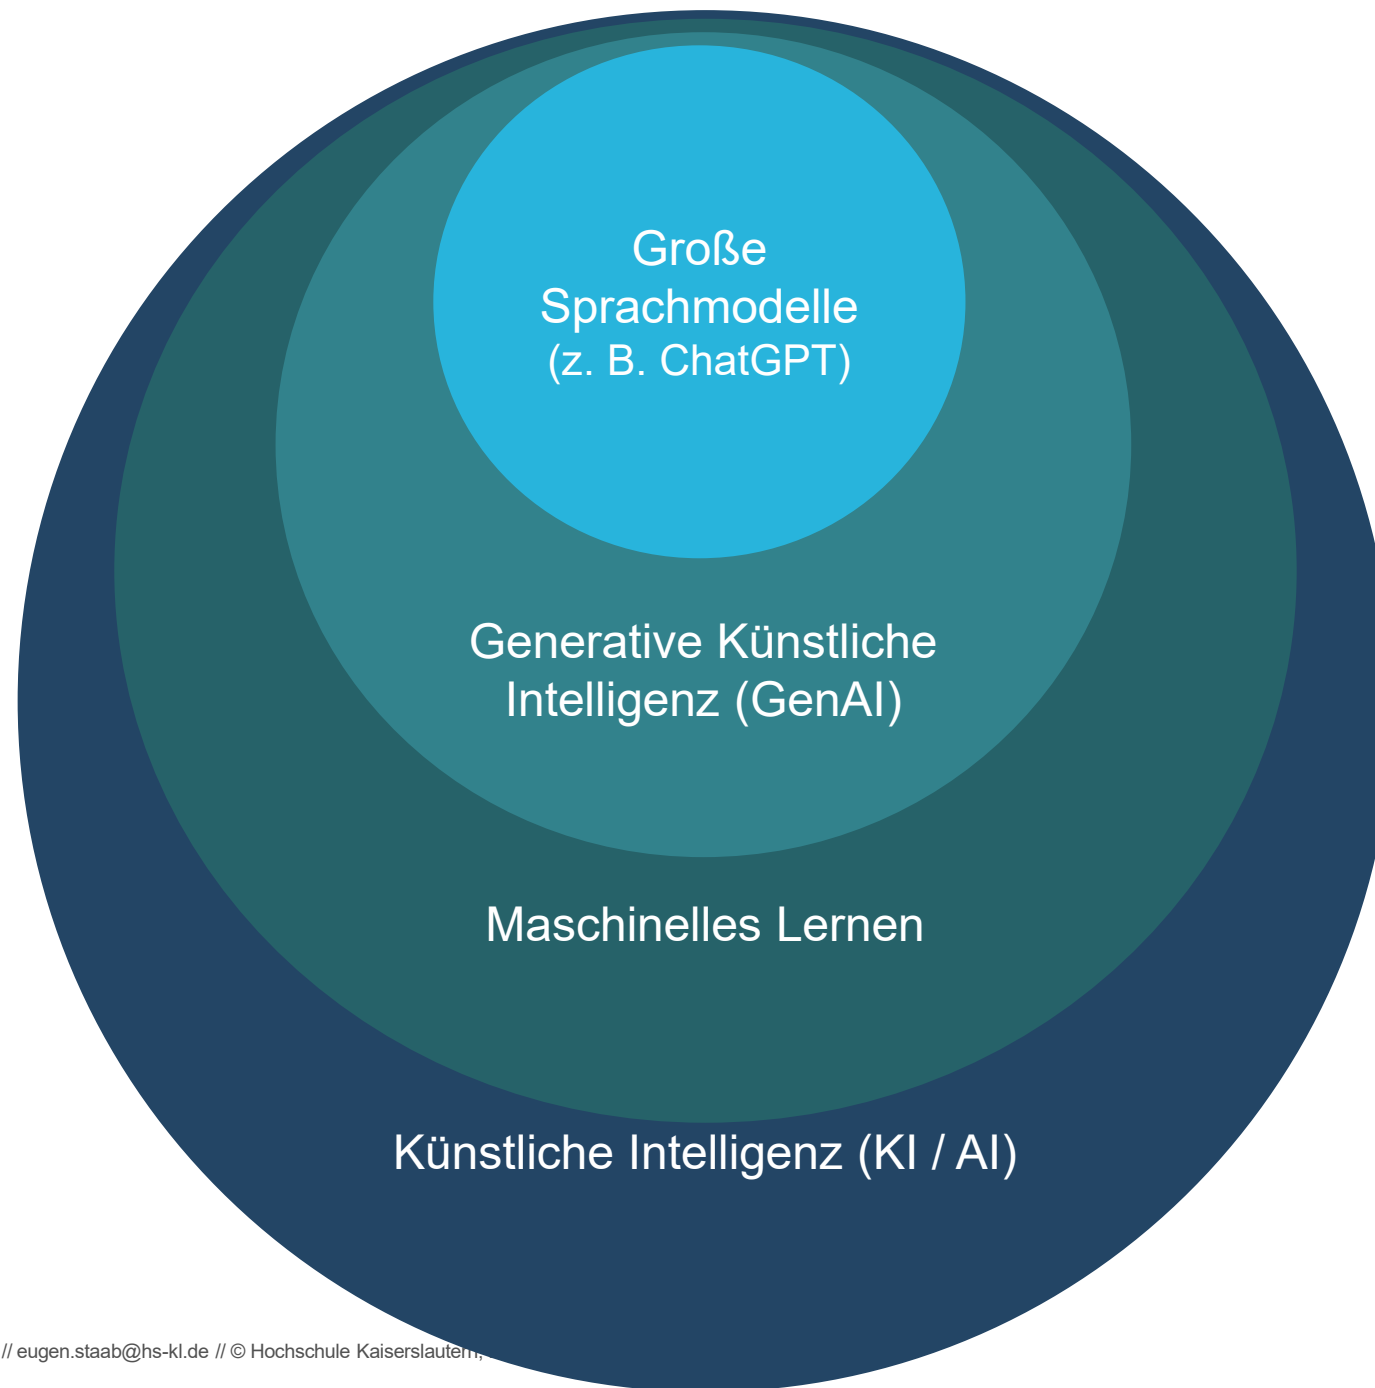 Große
Sprachmodelle
(z. B. ChatGPT)
Generative Künstliche
Intelligenz (GenAI)
Maschinelles Lernen
Künstliche Intelligenz (KI / AI)
// eugen.staab@hs-kl.de // © Hochschule Kaiserslautern,